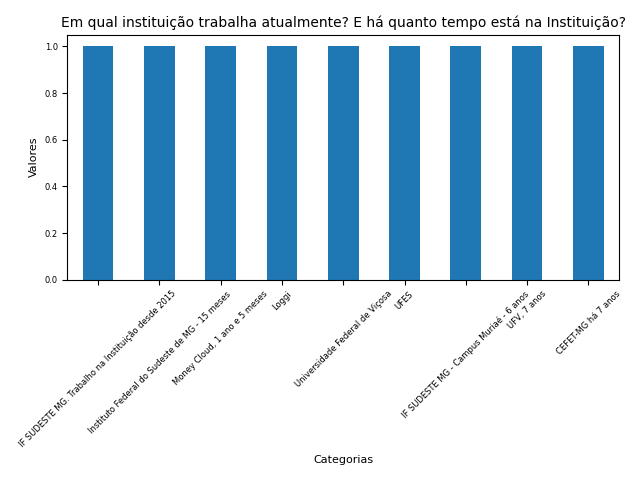 Em qual instituição trabalha atualmente? E há quanto tempo está na Instituição?
Valores
1.0
0.8
0.6
0.4
0.2
0.0
IF SUDESTE MG. Trabalho na Instituição desde 2015
Instituto Federal do Sudeste de MG - 15 meses
Money Cloud, 1 ano e 5 meses
Loggi
Universidade Federal de Viçosa
UFES
IF SUDESTE MG - Campus Muriaé - 6 anos
UFV, 7 anos
CEFET-MG há 7 anos
Categorias